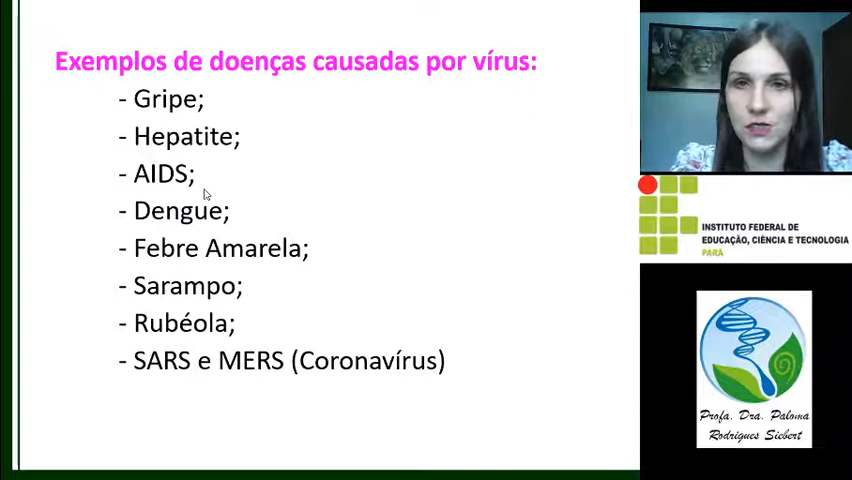 Exemplos de doenças causadas por vírus:
- Gripe;
- Hepatite;
- AIDS;
- Dengue;
- Febre Amarela;
- Sarampo;
- Rubéola;
- SARS e MERS (Coronavírus)
INSTITUTO FEDERAL DE
EDUCAÇÃO, CIÊNCIA E TECNOLOGIA
PARÁ
Profa. Dra. Paloma
Rodrigues Siebert